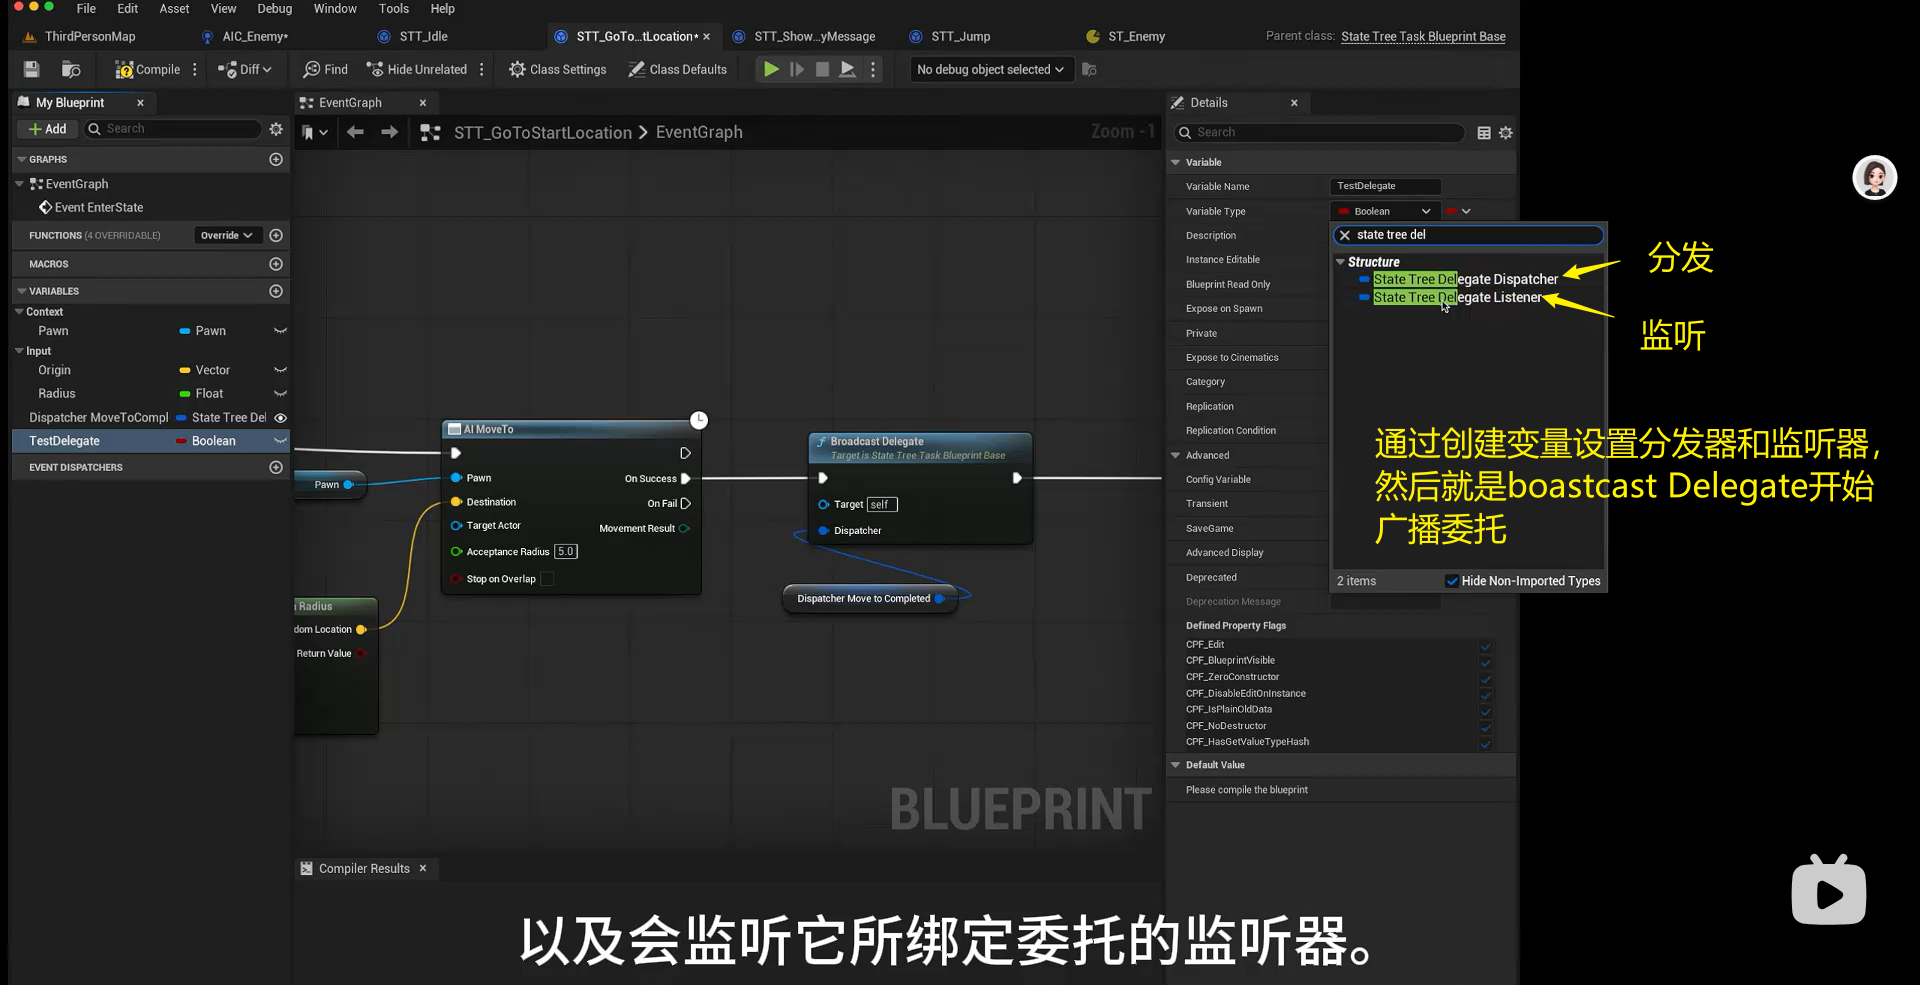 File Edit Asset View Debug Window Tools Help
ThirdPersonMap AIC_Enemy* STT_Idle STT_GoTo...tLocation* STT_Show...yMessage STT_Jump ST_Enemy Parent class: State Tree Task Blueprint Base
Compile Diff Find Hide Unrelated Class Settings Class Defaults No debug object selected
My Blueprint
Add Search
GRAPHS
EventGraph
Event EnterState
FUNCTIONS (4 OVERRIDABLE) Override
MACROS
VARIABLES
Context
Pawn Pawn
Input
Origin Vector
Radius Float
Dispatcher MoveToCompl State Tree Del
TestDelegate Boolean
EVENT DISPATCHERS
EventGraph
STT_GoToStartLocation > EventGraph
Zoom -1
Pawn
AI MoveTo
Pawn On Success
Destination On Fail
Target Actor Movement Result
Acceptance Radius 5.0
Stop on Overlap
Radius
dom Location
Return Value
Broadcast Delegate
Target is State Tree Task Blueprint Base
Target self
Dispatcher
Dispatcher Move to Completed
BLUEPRINT
Compiler Results
Details
Search
Variable
Variable Name TestDelegate
Variable Type Boolean
Description
Instance Editable
Blueprint Read Only
Expose on Spawn
Private
Expose to Cinematics
Category
Replication
Replication Condition
Advanced
Config Variable
Transient
SaveGame
Advanced Display
Deprecated
Deprecation Message
Defined Property Flags
CPF_Edit
CPF_BlueprintVisible
CPF_ZeroConstructor
CPF_DisableEditOnInstance
CPF_IsPlainOldData
CPF_NoDestructor
CPF_HasGetValueTypeHash
Default Value
Please compile the blueprint
state tree del
Structure
State Tree Delegate Dispatcher
State Tree Delegate Listener
2 items Hide Non-Imported Types
分发
监听
通过创建变量设置分发器和监听器，
然后就是boastcast Delegate开始
广播委托
以及会监听它所绑定委托的监听器。